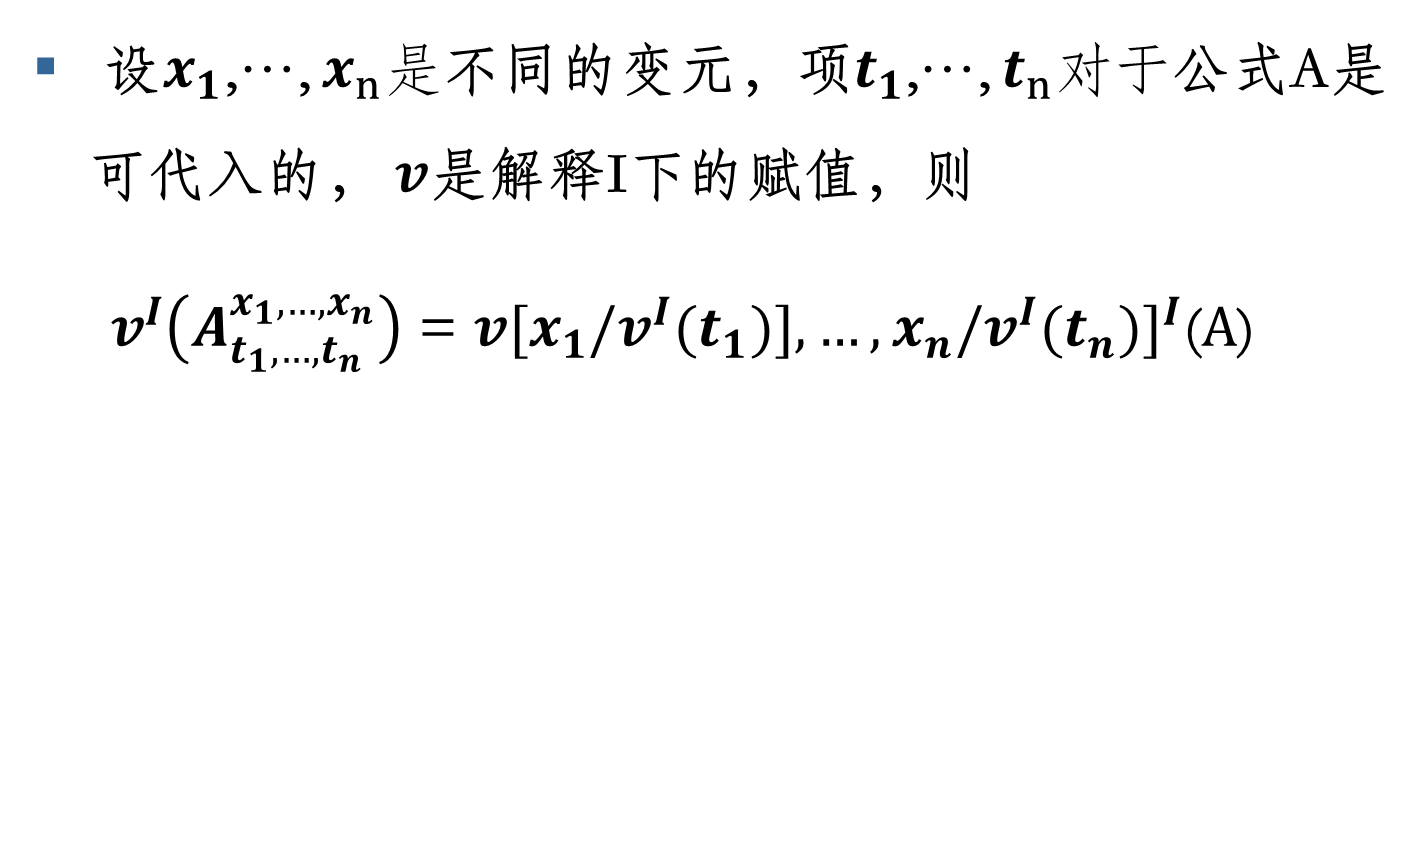 ▪ 设x₁,⋯,xₙ是不同的变元，项t₁,⋯,tₙ对于公式A是
可代入的， v是解释I下的赋值，则
v^I(A^{x₁,…,xₙ}_{t₁,…,tₙ}) = v[x₁/v^I(t₁)],…,xₙ/v^I(tₙ)]^I(A)